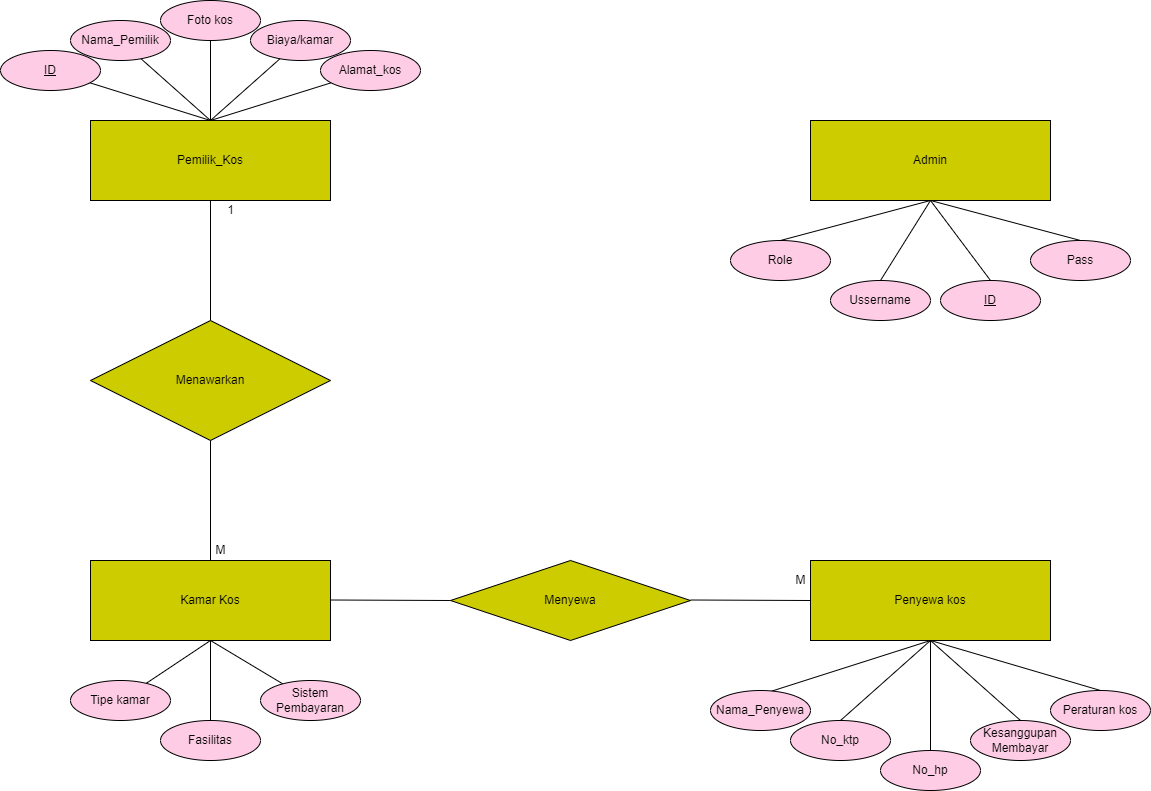 Foto kos
Nama_Pemilik
Biaya/kamar
ID
Alamat_kos
Pemilik_Kos
Admin
1
Role
Pass
Ussername
ID
Menawarkan
M
Kamar Kos
Menyewa
M
Penyewa kos
Tipe kamar
Fasilitas
Sistem
Pembayaran
Nama_Penyewa
No_ktp
No_hp
Kesanggupan
Membayar
Peraturan kos